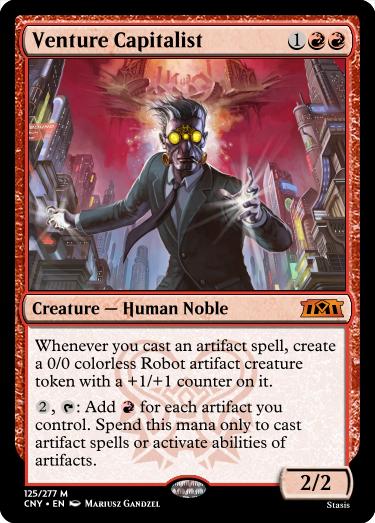 Venture Capitalist 1
Creature — Human Noble
Whenever you cast an artifact spell, create
a 0/0 colorless Robot artifact creature
token with a +1/+1 counter on it.
2, : Add for each artifact you
control. Spend this mana only to cast
artifact spells or activate abilities of
artifacts.
2/2
125/277 M
CNY • EN Mariusz Gandzel
Stasis